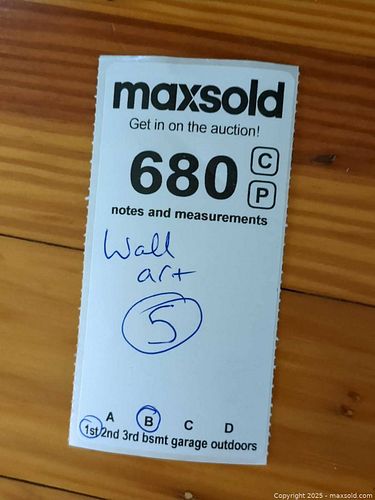 maxsold
Get in on the auction!
680 C
P
notes and measurements
Wall
art
5
A B C D
1st 2nd 3rd bsmt garage outdoors
Copyright 2025 - maxsold.com